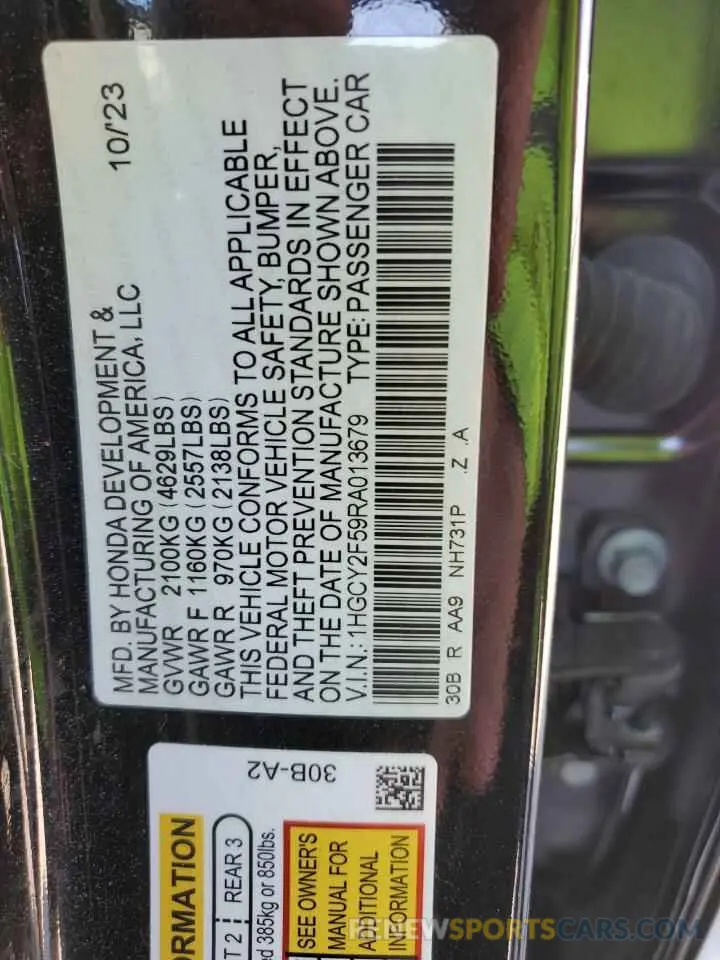 MFD. BY HONDA DEVELOPMENT &
MANUFACTURING OF AMERICA, LLC 10/'23
GVWR 2100KG (4629LBS)
GAWR F 1160KG (2557LBS)
GAWR R 970KG (2138LBS)
THIS VEHICLE CONFORMS TO ALL APPLICABLE
FEDERAL MOTOR VEHICLE SAFETY, BUMPER,
AND THEFT PREVENTION STANDARDS IN EFFECT
ON THE DATE OF MANUFACTURE SHOWN ABOVE.
V.I.N.: 1HGCY2F59RA013679 TYPE: PASSENGER CAR
30B R AA9 NH731P .Z .A
30B-A2
ORMATION
T 2 REAR 3
ed 385kg or 850lbs.
SEE OWNER'S
MANUAL FOR
ADDITIONAL
INFORMATION
RENEWSPORTSCARS.COM